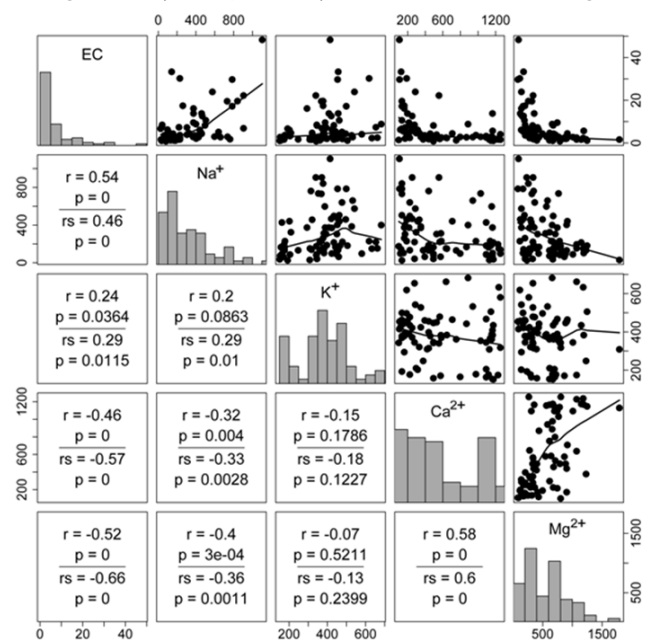 0 400 800
200 600 1200
EC
0 20 40
r = 0.54
p = 0
rs = 0.46
p = 0
Na+
0 400 800
r = 0.24
p = 0.0364
rs = 0.29
p = 0.0115
r = 0.2
p = 0.0863
rs = 0.29
p = 0.01
K+
200 400 600
r = -0.46
p = 0
rs = -0.57
p = 0
r = -0.32
p = 0.004
rs = -0.33
p = 0.0028
r = -0.15
p = 0.1786
rs = -0.18
p = 0.1227
Ca2+
200 600 1200
r = -0.52
p = 0
rs = -0.66
p = 0
r = -0.4
p = 3e-04
rs = -0.36
p = 0.0011
r = -0.07
p = 0.5211
rs = -0.13
p = 0.2399
r = 0.58
p = 0
rs = 0.6
p = 0
Mg2+
500 1500
0 20 40
200 400 600
500 1500